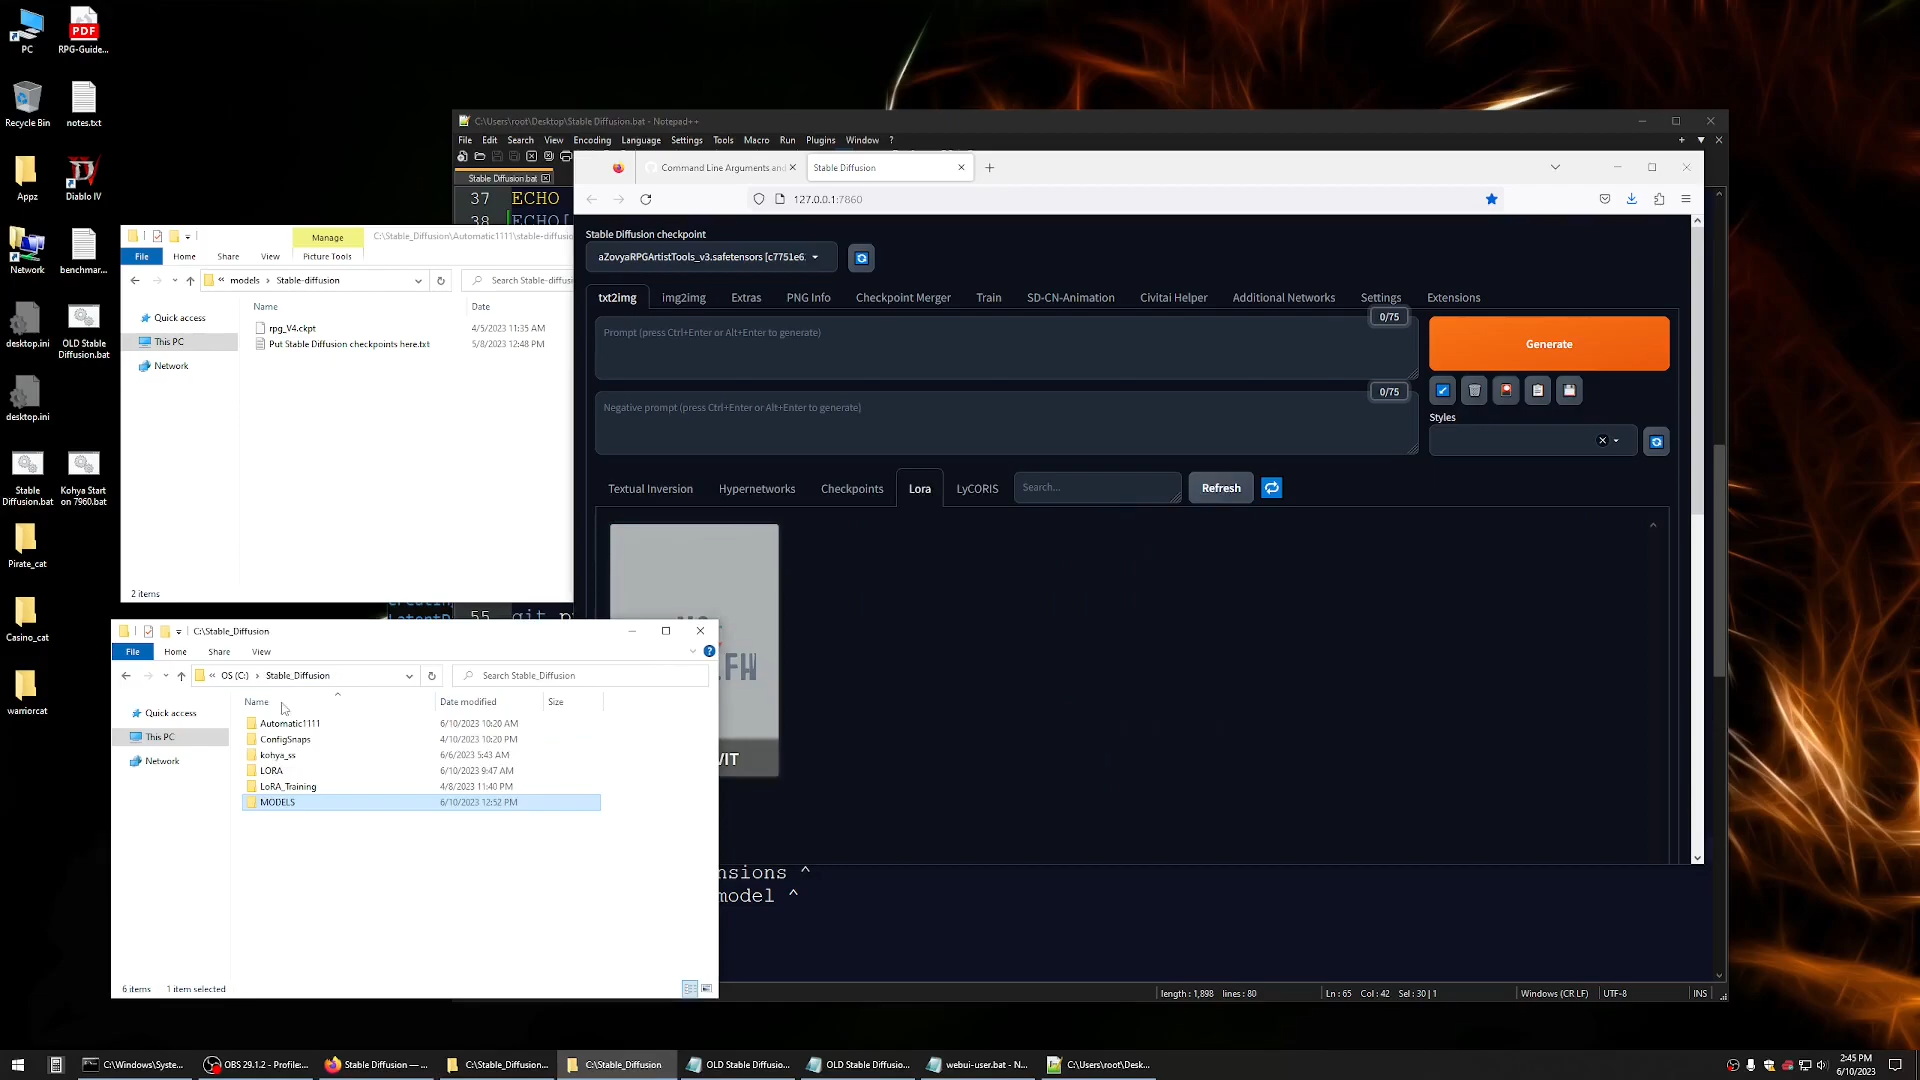 PC
RPG-Guide...
Recycle Bin
notes.txt
Appz
Diablo IV
Network
benchmar...
desktop.ini
OLD Stable
Diffusion.bat
desktop.ini
Stable
Diffusion.bat
Kohya Start
on 7960.bat
Pirate_cat
Casino_cat
warriorcat
C:\Users\root\Desktop\Stable Diffusion.bat - Notepad++
File Edit Search View Encoding Language Settings Tools Macro Run Plugins Window ?
Stable Diffusion.bat
37 ECHO
38 ECHO[
55 git p
nsions ^
model ^
length : 1,898 lines : 80
Ln : 65 Col : 42 Sel : 30 | 1
Windows (CR LF)
UTF-8
INS
Command Line Arguments and
Stable Diffusion
127.0.0.1:7860
Stable Diffusion checkpoint
aZovyaRPGArtistTools_v3.safetensors [c7751e6
txt2img img2img Extras PNG Info Checkpoint Merger Train SD-CN-Animation Civitai Helper Additional Networks Settings Extensions
Prompt (press Ctrl+Enter or Alt+Enter to generate)
0/75
Generate
Negative prompt (press Ctrl+Enter or Alt+Enter to generate)
0/75
Styles
Textual Inversion Hypernetworks Checkpoints Lora LyCORIS Search... Refresh
VIT
Manage
C:\Stable_Diffusion\Automatic1111\stable-diffusio
File Home Share View Picture Tools
models > Stable-diffusion
Search Stable-diffusi
Name Date
Quick access
This PC
Network
rpg_V4.ckpt 4/5/2023 11:35 AM
Put Stable Diffusion checkpoints here.txt 5/8/2023 12:48 PM
2 items
C:\Stable_Diffusion
File Home Share View
OS (C:) > Stable_Diffusion
Search Stable_Diffusion
Name Date modified Size
Quick access
This PC
Network
Automatic1111 6/10/2023 10:20 AM
ConfigSnaps 4/10/2023 10:20 PM
kohya_ss 6/6/2023 5:43 AM
LORA 6/10/2023 9:47 AM
LoRA_Training 4/8/2023 11:40 PM
MODELS 6/10/2023 12:52 PM
6 items 1 item selected
C:\Windows\Syste...
OBS 29.1.2 - Profile:...
Stable Diffusion — ...
C:\Stable_Diffusion...
C:\Stable_Diffusion
OLD Stable Diffusio...
OLD Stable Diffusio...
webui-user.bat - N...
C:\Users\root\Desk...
2:45 PM
6/10/2023